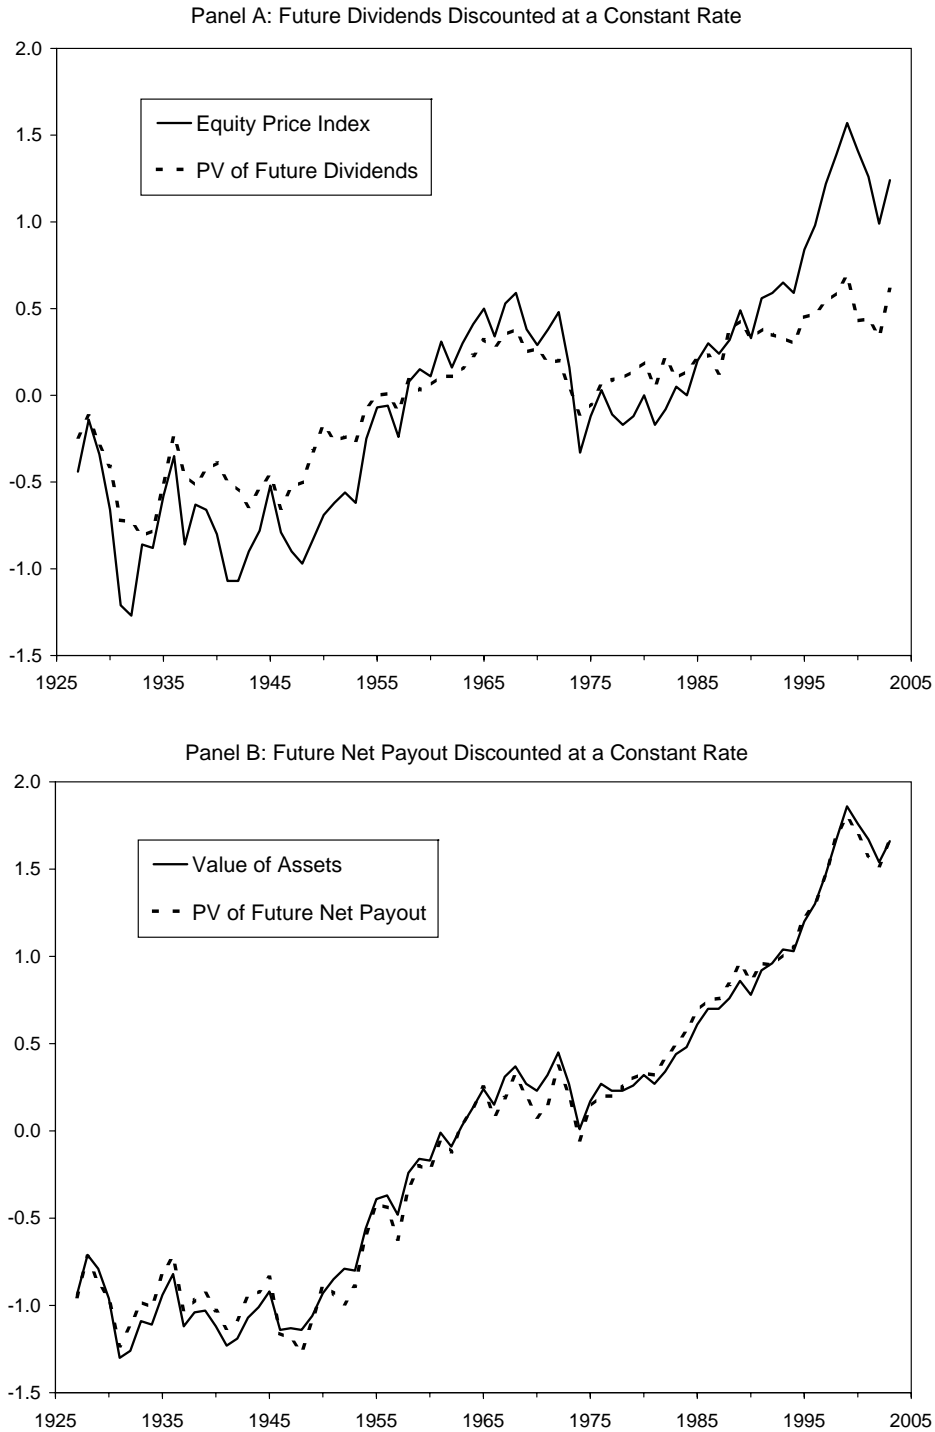 Panel A: Future Dividends Discounted at a Constant Rate
2.0
1.5
1.0
0.5
0.0
-0.5
-1.0
-1.5
Equity Price Index
PV of Future Dividends
1925 1935 1945 1955 1965 1975 1985 1995 2005
Panel B: Future Net Payout Discounted at a Constant Rate
2.0
1.5
1.0
0.5
0.0
-0.5
-1.0
-1.5
Value of Assets
PV of Future Net Payout
1925 1935 1945 1955 1965 1975 1985 1995 2005